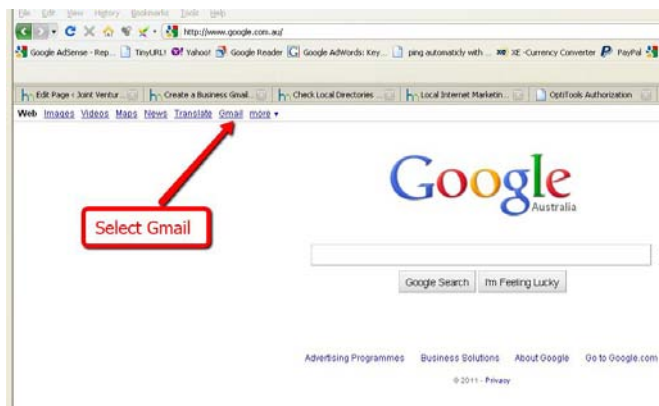 File Edit View History Bookmarks Tools Help
http://www.google.com.au/
Google AdSense - Rep... TinyURL! Yahoo! Google Reader Google AdWords: Key... ping automaticly with ... XE -Currency Converter PayPal
Edit Page ‹ Joint Ventur... Create a Business Gmail... Check Local Directories ... Local Internet Marketin... OptiTools Authorization
Web Images Videos Maps News Translate Gmail more ▾
Google
Australia
Select Gmail
Google Search I'm Feeling Lucky
Advertising Programmes Business Solutions About Google Go to Google.com
© 2011 - Privacy